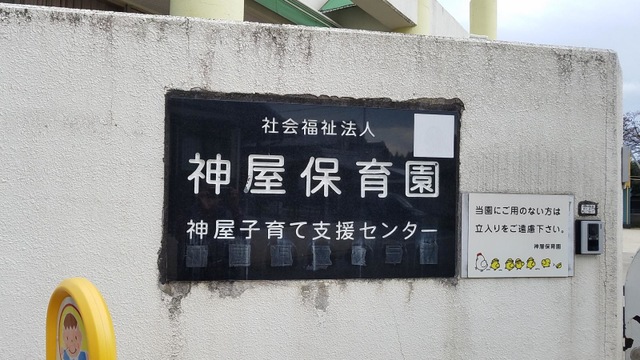 社会福祉法人
神屋保育園
神屋子育て支援センター
当園にご用のない方は
立入りをご遠慮下さい。
神屋保育園